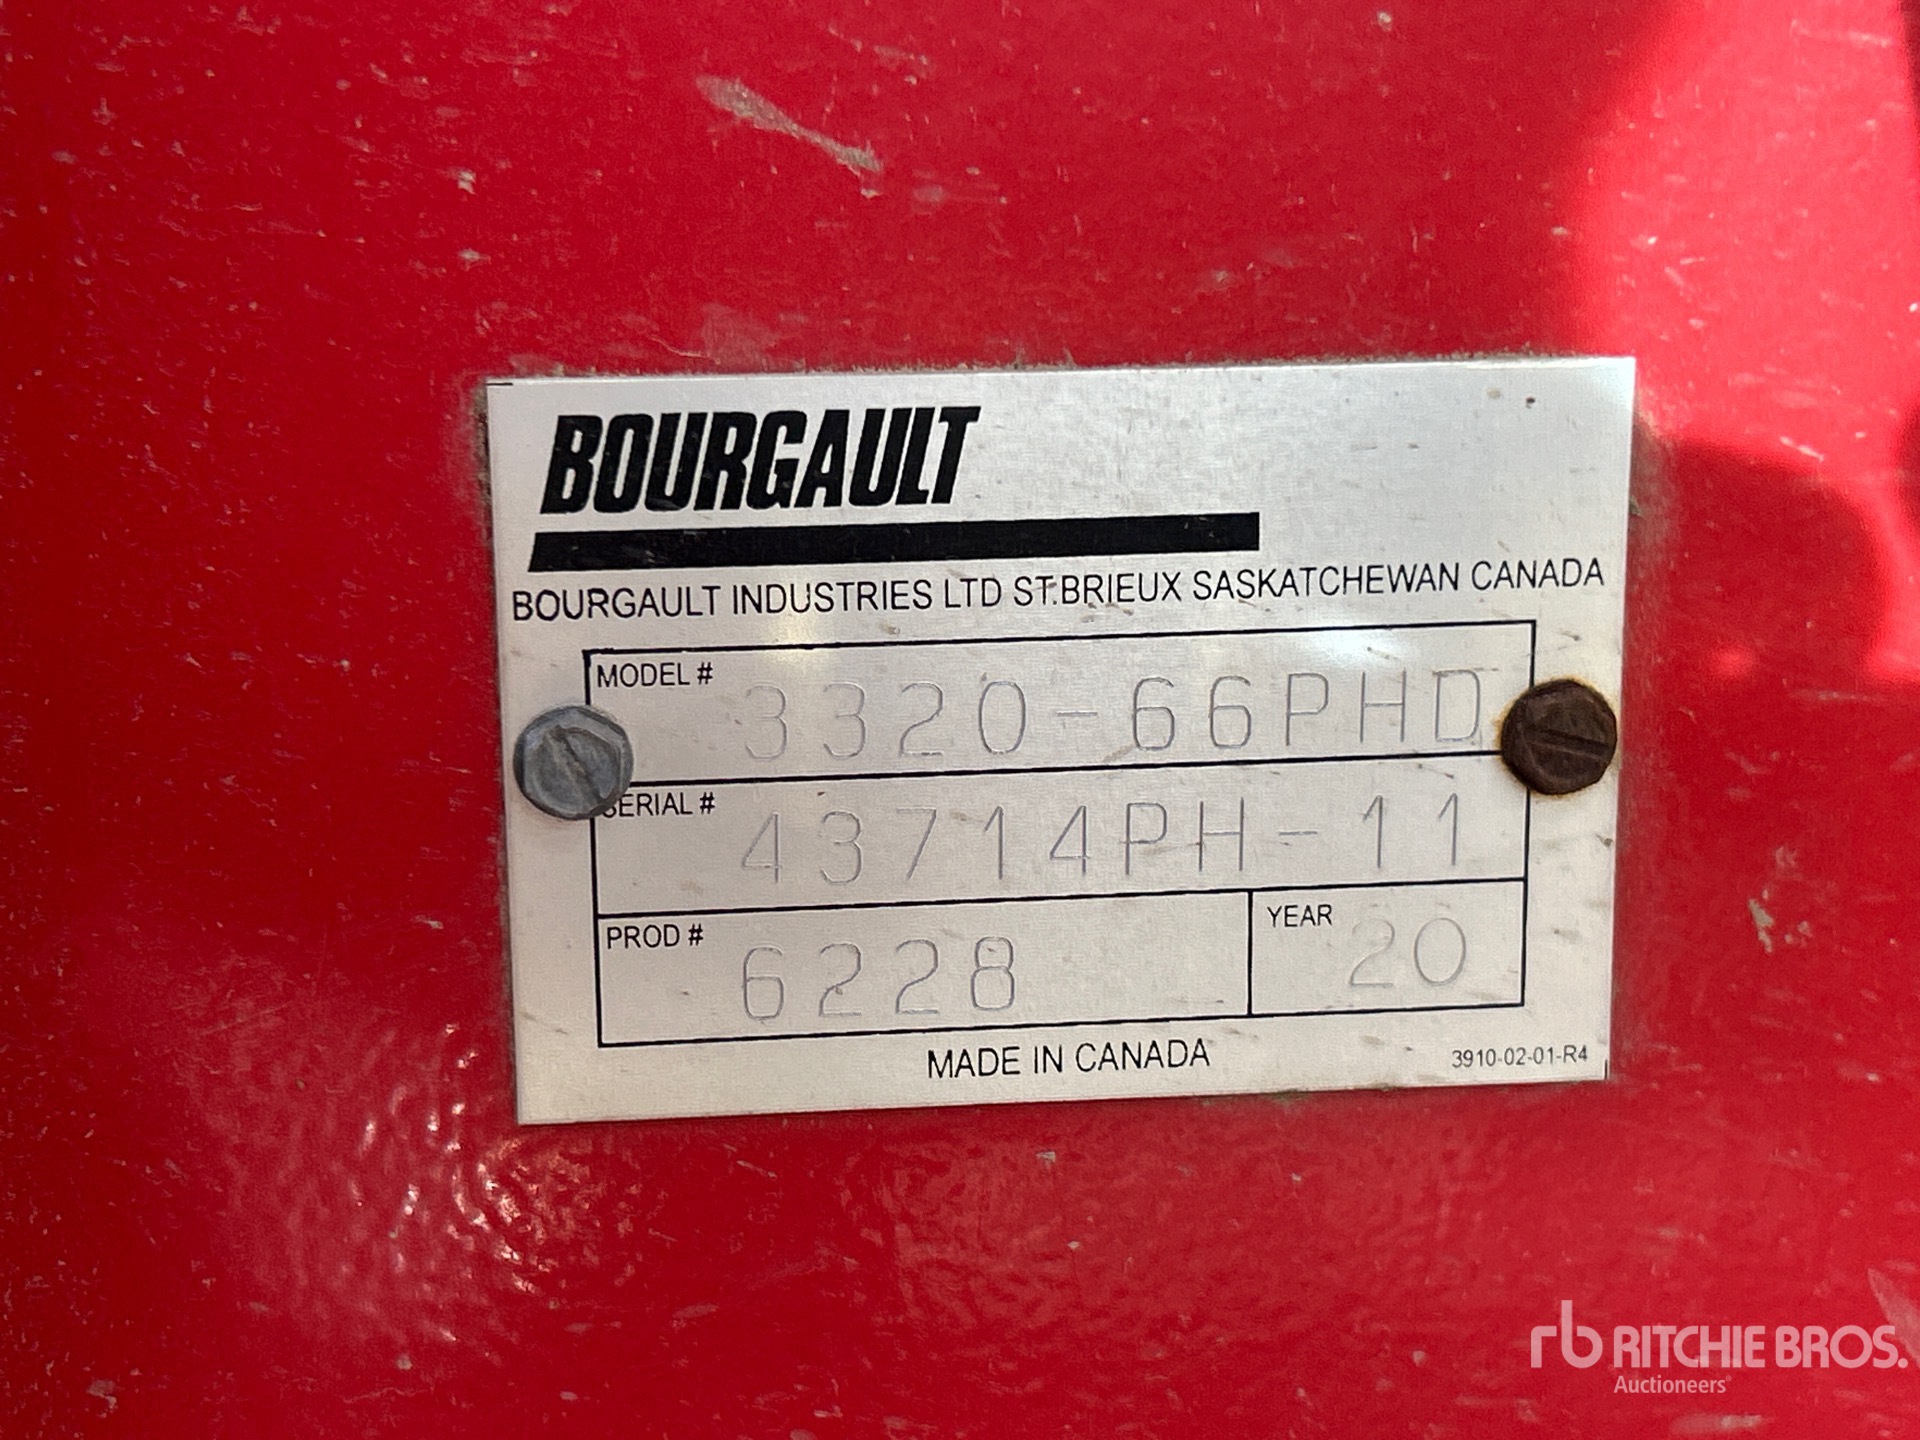 BOURGAULT
BOURGAULT INDUSTRIES LTD ST.BRIEUX SASKATCHEWAN CANADA
MODEL # 3320-66PHD
SERIAL # 43714PH-11
PROD # 6228 YEAR 20
MADE IN CANADA 3910-02-01-R4
rb RITCHIE BROS.
Auctioneers